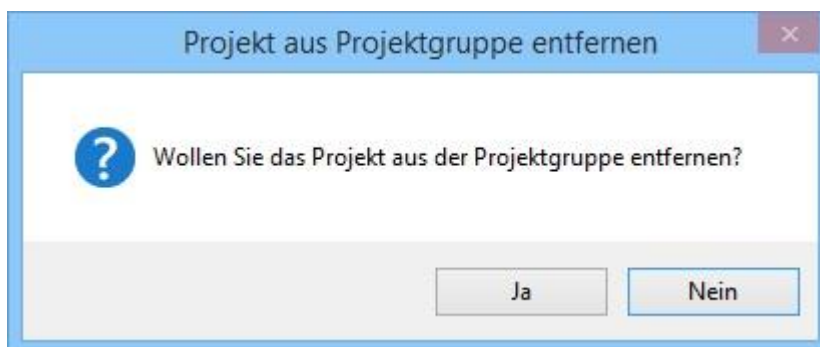 Projekt aus Projektgruppe entfernen
Wollen Sie das Projekt aus der Projektgruppe entfernen?
Ja
Nein